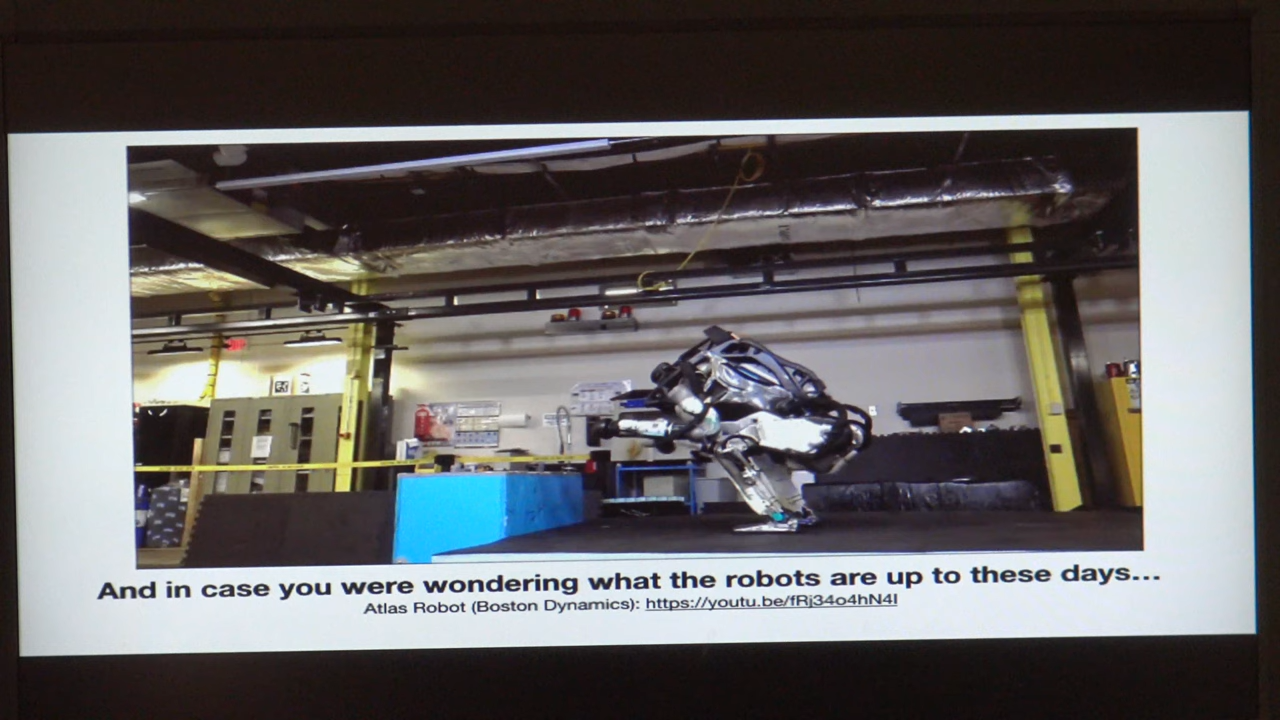 And in case you were wondering what the robots are up to these days...
Atlas Robot (Boston Dynamics): https://youtu.be/fRj34o4hN4I